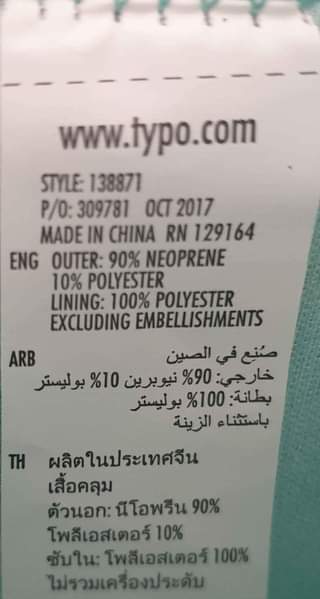 www.typo.com
STYLE: 138871
P/O: 309781 OCT 2017
MADE IN CHINA RN 129164
ENG OUTER: 90% NEOPRENE
10% POLYESTER
LINING: 100% POLYESTER
EXCLUDING EMBELLISHMENTS
ARB صُنِع في الصين
خارجي: 90% نيوبرين 10% بوليستر
بطانة: 100% بوليستر
باستثناء الزينة
TH ผลิตในประเทศจีน
เสื้อคลุม
ตัวนอก: นีโอพรีน 90%
โพลีเอสเตอร์ 10%
ซับใน: โพลีเอสเตอร์ 100%
ไม่รวมเครื่องประดับ